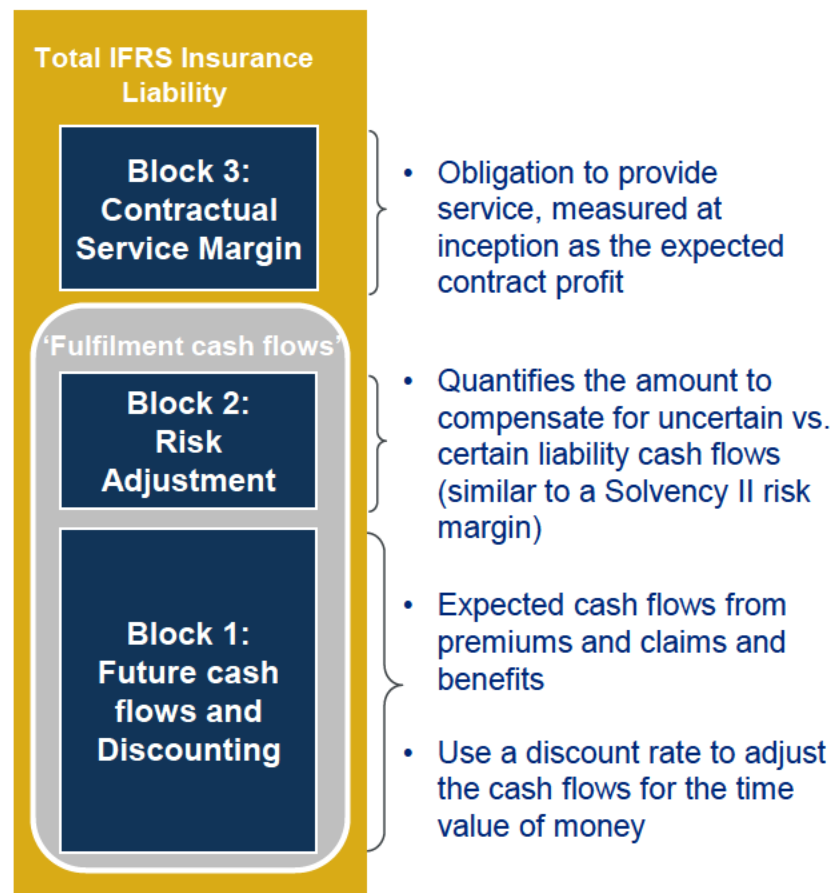 Total IFRS Insurance
Liability
Block 3:
Contractual
Service Margin
• Obligation to provide
service, measured at
inception as the expected
contract profit
‘Fulfilment cash flows’
Block 2:
Risk
Adjustment
• Quantifies the amount to
compensate for uncertain vs.
certain liability cash flows
(similar to a Solvency II risk
margin)
Block 1:
Future cash
flows and
Discounting
• Expected cash flows from
premiums and claims and
benefits
• Use a discount rate to adjust
the cash flows for the time
value of money